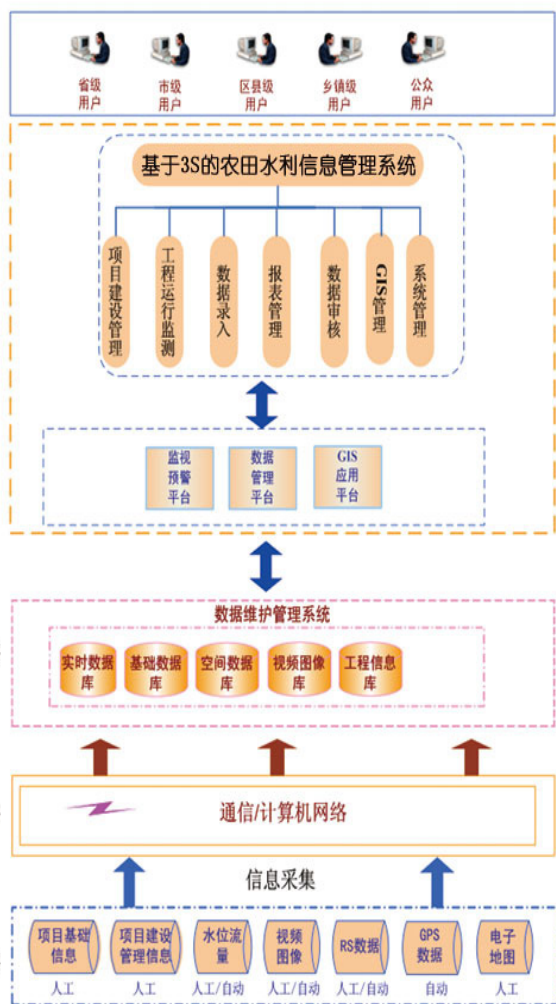 省级 市级 区县级 乡镇级 公众
用户 用户 用户 用户 用户
基于3S的农田水利信息管理系统
项目建设管理
工程运行监测
数据录入
报表管理
数据审核
GIS管理
系统管理
监视 数据 GIS
预警 管理 应用
平台 平台 平台
数据维护管理系统
实时数据 基础数据 空间数据 视频图像 工程信息
库 库 库 库 库
通信/计算机网络
信息采集
项目基础 项目建设 水位流 视频 RS数据 GPS 电子
信息 管理信息 量 图像 数据 地图
人工 人工 人工/自动 人工/自动 人工/自动 自动 人工